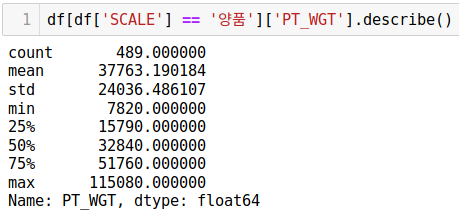 1 df[df['SCALE'] == '양품']['PT_WGT'].describe()
count 489.000000
mean 37763.190184
std 24036.486107
min 7820.000000
25% 15790.000000
50% 32840.000000
75% 51760.000000
max 115080.000000
Name: PT_WGT, dtype: float64